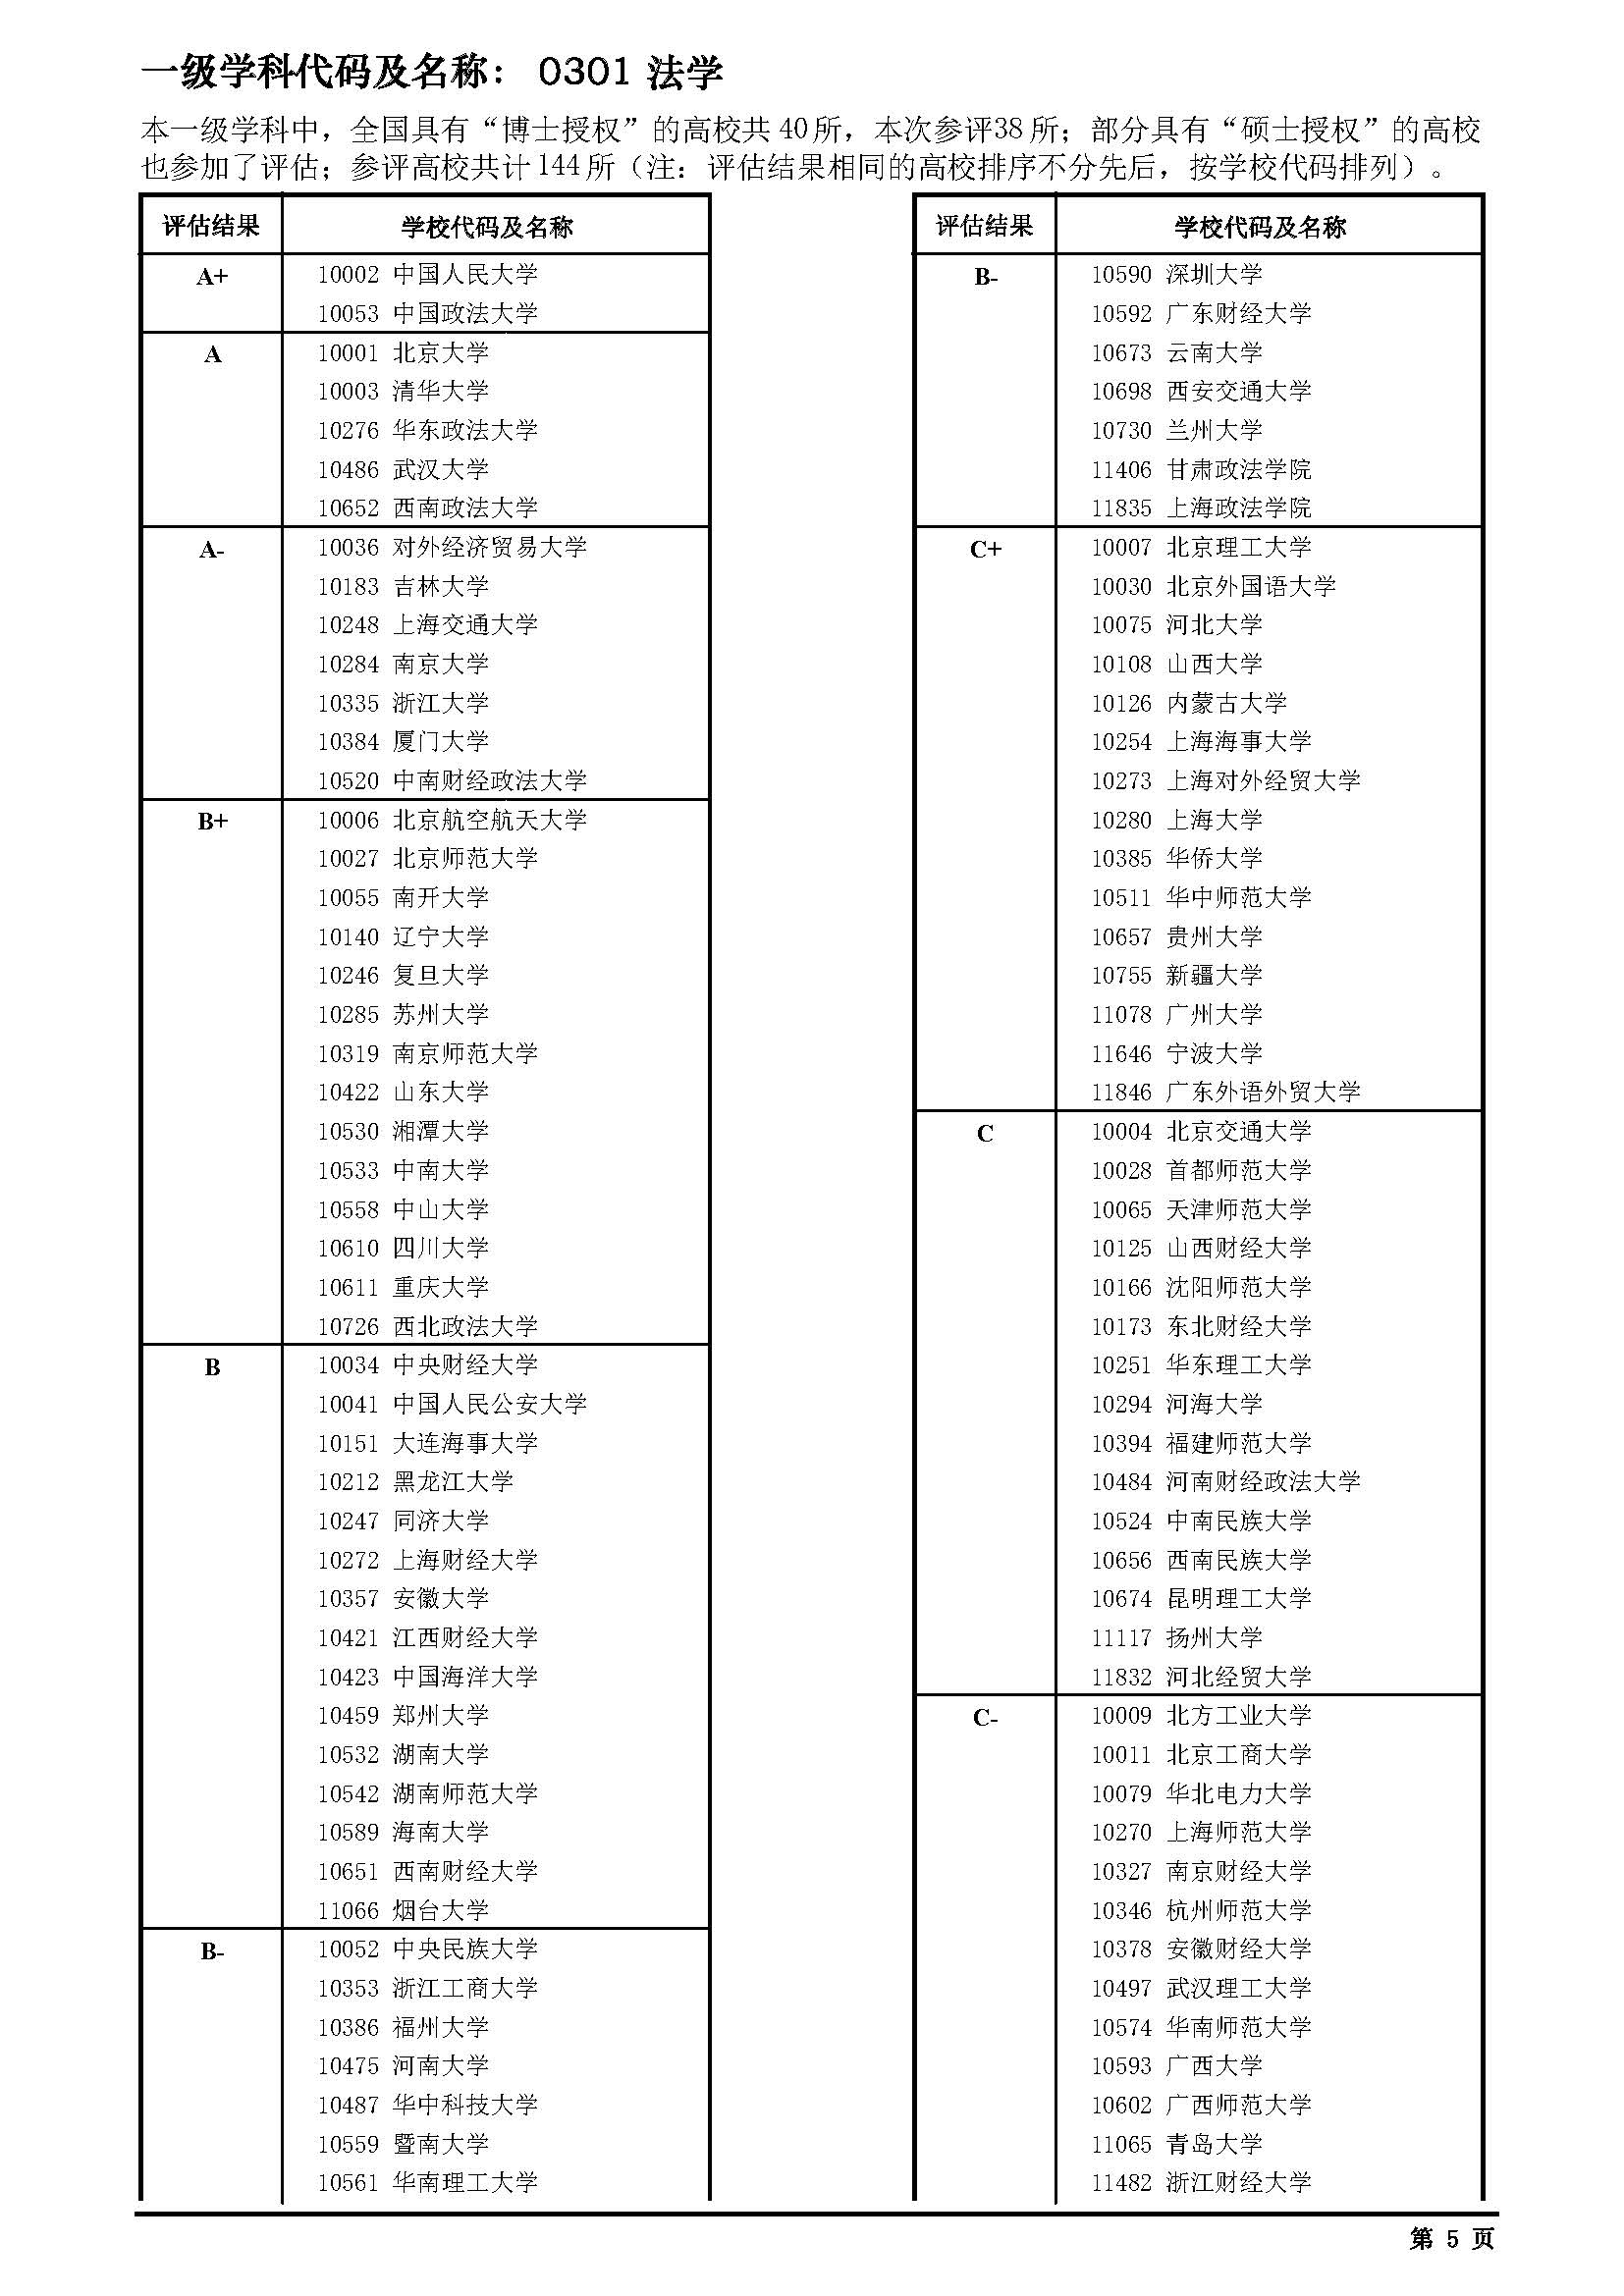 一级学科代码及名称： 0301 法学
本一级学科中，全国具有“博士授权”的高校共 40 所，本次参评38 所；部分具有“硕士授权”的高校
也参加了评估；参评高校共计 144 所（注：评估结果相同的高校排序不分先后，按学校代码排列）。
评估结果 学校代码及名称
A+ 10002 中国人民大学
10053 中国政法大学
A 10001 北京大学
10003 清华大学
10276 华东政法大学
10486 武汉大学
10652 西南政法大学
A- 10036 对外经济贸易大学
10183 吉林大学
10248 上海交通大学
10284 南京大学
10335 浙江大学
10384 厦门大学
10520 中南财经政法大学
B+ 10006 北京航空航天大学
10027 北京师范大学
10055 南开大学
10140 辽宁大学
10246 复旦大学
10285 苏州大学
10319 南京师范大学
10422 山东大学
10530 湘潭大学
10533 中南大学
10558 中山大学
10610 四川大学
10611 重庆大学
10726 西北政法大学
B 10034 中央财经大学
10041 中国人民公安大学
10151 大连海事大学
10212 黑龙江大学
10247 同济大学
10272 上海财经大学
10357 安徽大学
10421 江西财经大学
10423 中国海洋大学
10459 郑州大学
10532 湖南大学
10542 湖南师范大学
10589 海南大学
10651 西南财经大学
11066 烟台大学
B- 10052 中央民族大学
10353 浙江工商大学
10386 福州大学
10475 河南大学
10487 华中科技大学
10559 暨南大学
10561 华南理工大学
评估结果 学校代码及名称
B- 10590 深圳大学
10592 广东财经大学
10673 云南大学
10698 西安交通大学
10730 兰州大学
11406 甘肃政法学院
11835 上海政法学院
C+ 10007 北京理工大学
10030 北京外国语大学
10075 河北大学
10108 山西大学
10126 内蒙古大学
10254 上海海事大学
10273 上海对外经贸大学
10280 上海大学
10385 华侨大学
10511 华中师范大学
10657 贵州大学
10755 新疆大学
11078 广州大学
11646 宁波大学
11846 广东外语外贸大学
C 10004 北京交通大学
10028 首都师范大学
10065 天津师范大学
10125 山西财经大学
10166 沈阳师范大学
10173 东北财经大学
10251 华东理工大学
10294 河海大学
10394 福建师范大学
10484 河南财经政法大学
10524 中南民族大学
10656 西南民族大学
10674 昆明理工大学
11117 扬州大学
11832 河北经贸大学
C- 10009 北方工业大学
10011 北京工商大学
10079 华北电力大学
10270 上海师范大学
10327 南京财经大学
10346 杭州师范大学
10378 安徽财经大学
10497 武汉理工大学
10574 华南师范大学
10593 广西大学
10602 广西师范大学
11065 青岛大学
11482 浙江财经大学
第 5 页